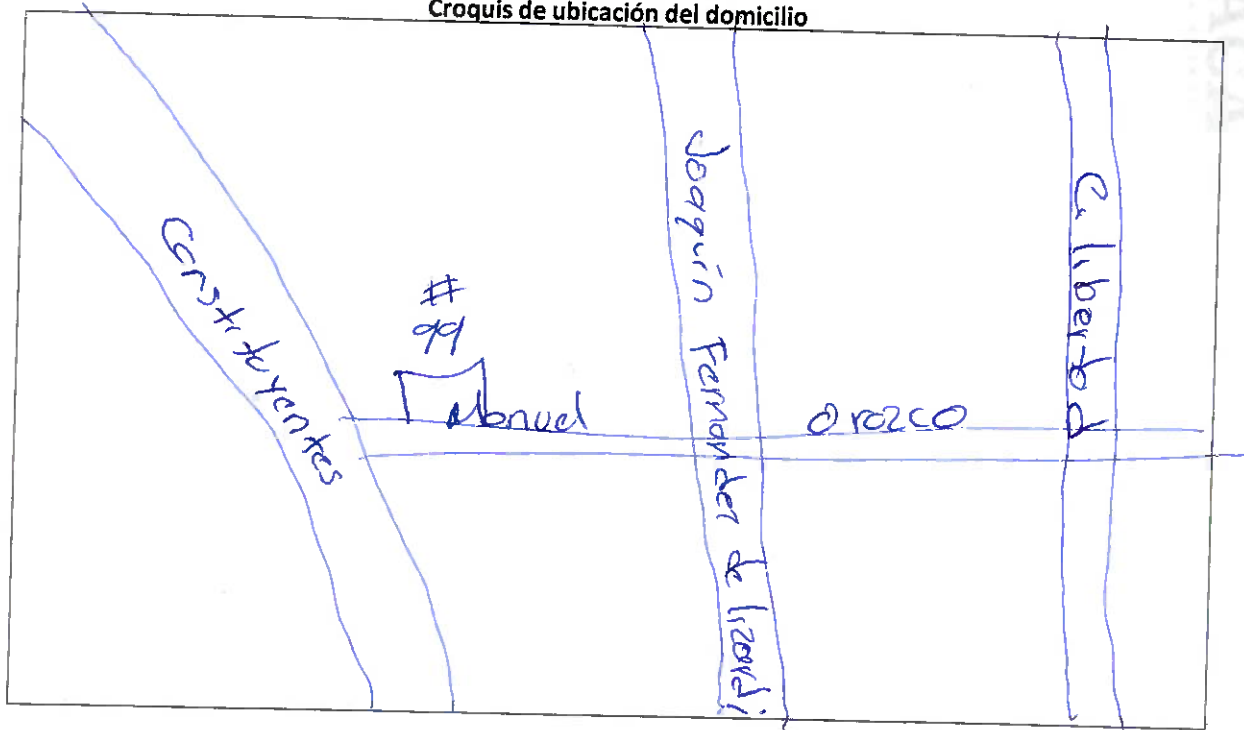 Croquis de ubicación del domicilio
Constituyentes
#
99
Manuel Orozco
Joaquín Fernandez de lizardi
C. libertad